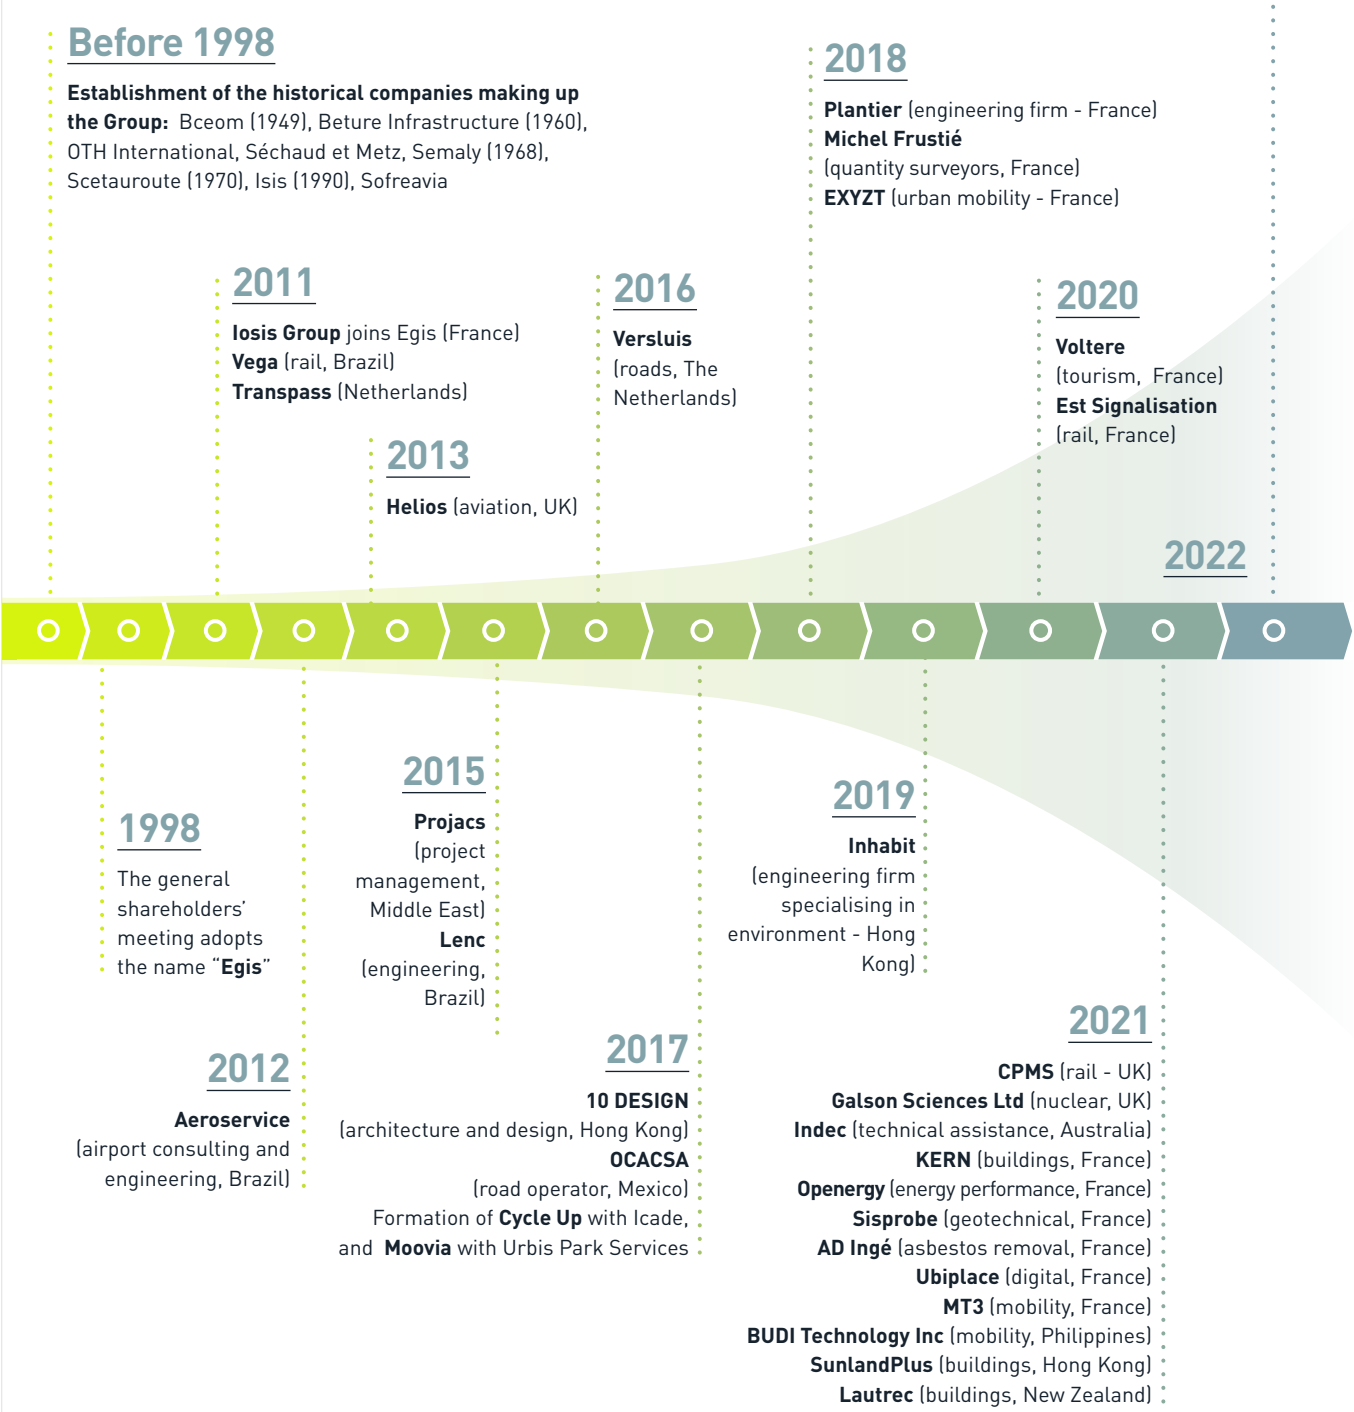 Before 1998
Establishment of the historical companies making up
the Group: Bceom (1949), Beture Infrastructure (1960),
OTH International, Séchaud et Metz, Semaly (1968),
Scetauroute (1970), Isis (1990), Sofreavia
2011
Iosis Group joins Egis (France)
Vega (rail, Brazil)
Transpass (Netherlands)
2013
Helios (aviation, UK)
2016
Versluis
(roads, The
Netherlands)
2018
Plantier (engineering firm - France)
Michel Frustié
(quantity surveyors, France)
EXYZT (urban mobility - France)
2020
Voltere
(tourism, France)
Est Signalisation
(rail, France)
2022
1998
The general
shareholders’
meeting adopts
the name “Egis”
2012
Aeroservice
(airport consulting and
engineering, Brazil)
2015
Projacs
(project
management,
Middle East)
Lenc
(engineering,
Brazil)
2017
10 DESIGN
(architecture and design, Hong Kong)
OCACSA
(road operator, Mexico)
Formation of Cycle Up with Icade,
and Moovia with Urbis Park Services
2019
Inhabit
(engineering firm
specialising in
environment - Hong
Kong)
2021
CPMS (rail - UK)
Galson Sciences Ltd (nuclear, UK)
Indec (technical assistance, Australia)
KERN (buildings, France)
Openergy (energy performance, France)
Sisprobe (geotechnical, France)
AD Ingé (asbestos removal, France)
Ubiplace (digital, France)
MT3 (mobility, France)
BUDI Technology Inc (mobility, Philippines)
SunlandPlus (buildings, Hong Kong)
Lautrec (buildings, New Zealand)